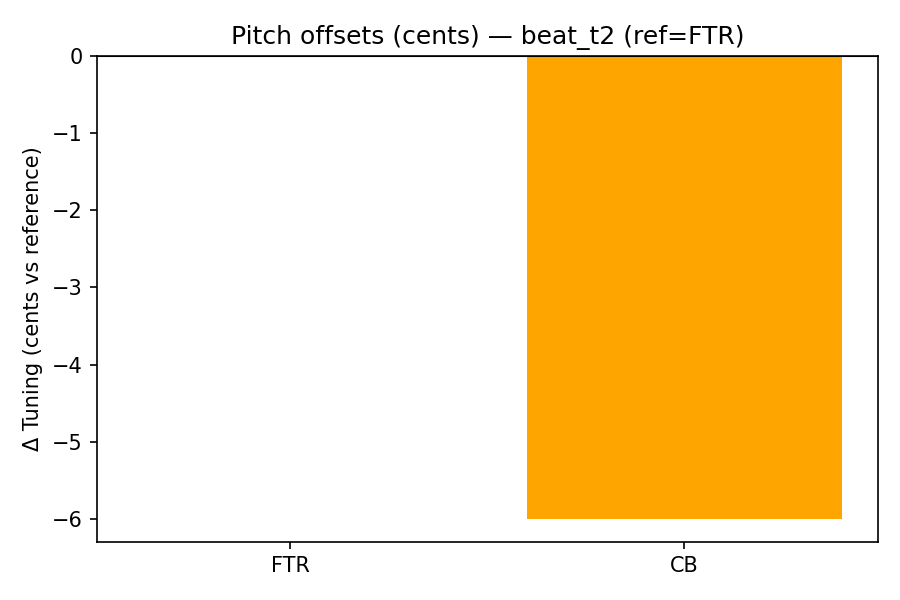 Pitch offsets (cents) — beat_t2 (ref=FTR)
Δ Tuning (cents vs reference)
0
−1
−2
−3
−4
−5
−6
FTR
CB